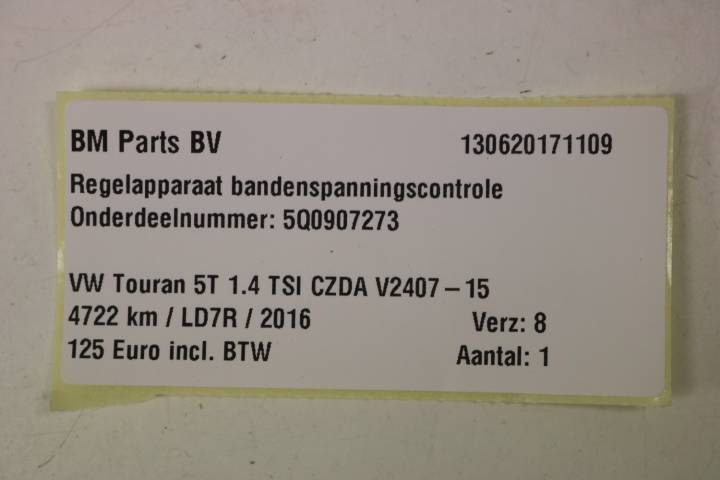 BM Parts BV 130620171109
Regelapparaat bandenspanningscontrole
Onderdeelnummer: 5Q0907273
VW Touran 5T 1.4 TSI CZDA V2407 – 15
4722 km / LD7R / 2016 Verz: 8
125 Euro incl. BTW Aantal: 1